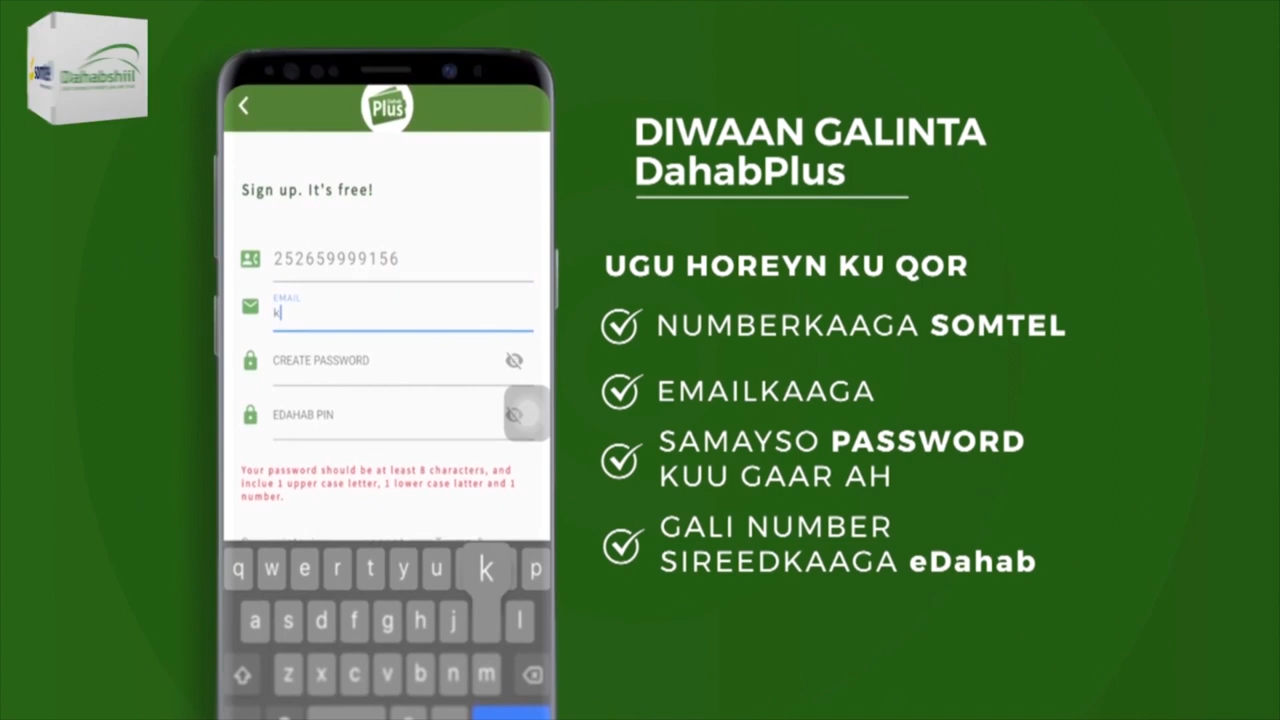 somtel
Dahabshiil
Plus
Sign up. It's free!
252659999156
EMAIL
k
CREATE PASSWORD
EDAHAB PIN
Your password should be at least 8 characters, and
inclue 1 upper case letter, 1 lower case latter and 1
number.
q w e r t y u k p
a s d f g h j l
z x c v b n m
DIWAAN GALINTA
DahabPlus
UGU HOREYN KU QOR
NUMBERKAAGA SOMTEL
EMAILKAAGA
SAMAYSO PASSWORD
KUU GAAR AH
GALI NUMBER
SIREEDKAAGA eDahab